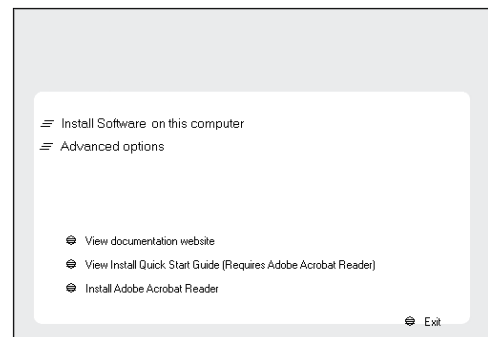 Install Software on this computer
Advanced options
View documentation website
View Install Quick Start Guide (Requires Adobe Acrobat Reader)
Install Adobe Acrobat Reader
Exit